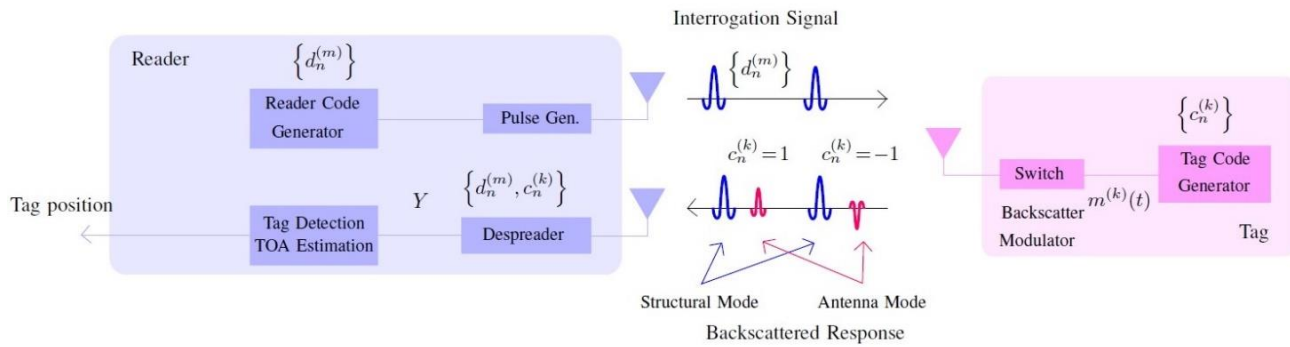 Interrogation Signal
Reader
{d_n^{(m)}}
{d_n^{(m)}}
Reader Code
Generator
Pulse Gen.
{c_n^{(k)}}
c_n^{(k)}=1
c_n^{(k)}=-1
Tag Code
Generator
Switch
m^{(k)}(t)
Backscatter
Modulator
Tag
Tag position
Y
{d_n^{(m)}, c_n^{(k)}}
Tag Detection
TOA Estimation
Despreader
Structural Mode
Antenna Mode
Backscattered Response